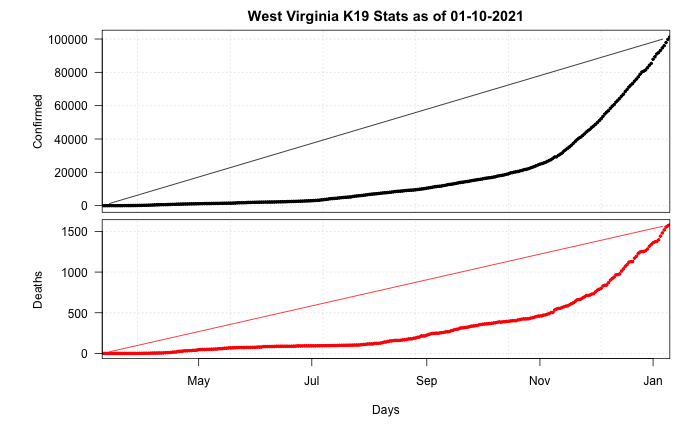 West Virginia K19 Stats as of 01-10-2021
Confirmed
100000
80000
60000
40000
20000
0
Deaths
1500
1000
500
0
May Jul Sep Nov Jan
Days